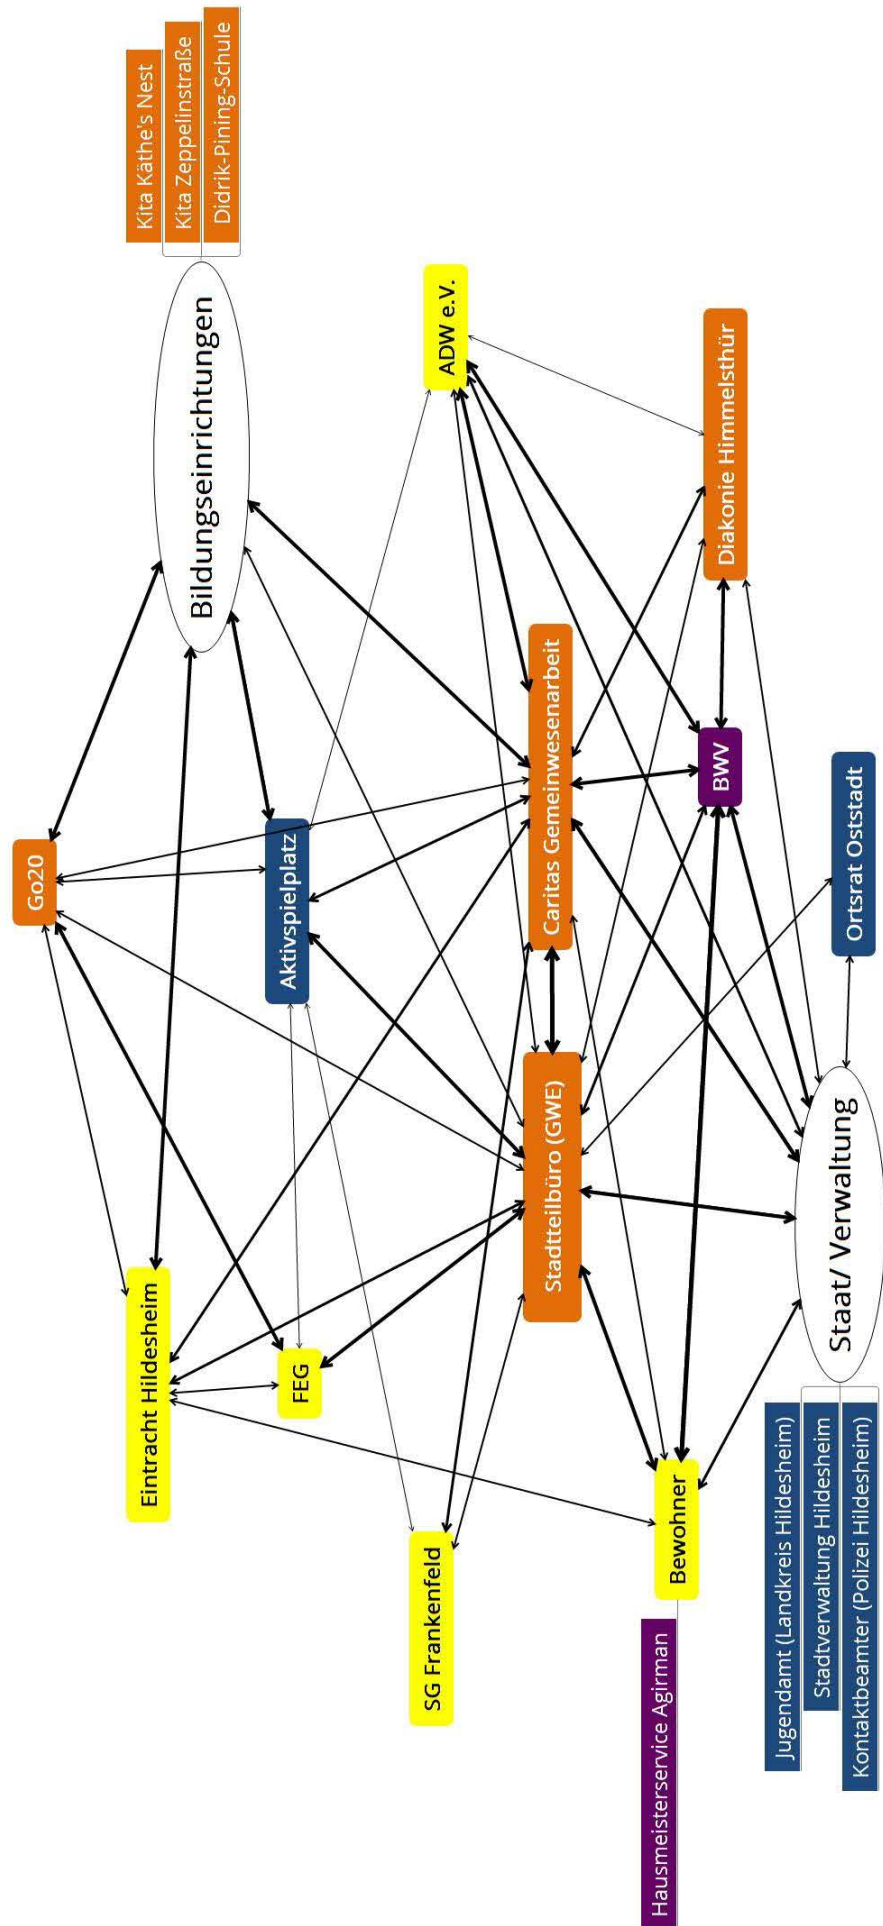 Kita Käthe's Nest
Kita Zeppelinstraße
Didrik-Pining-Schule
Bildungseinrichtungen
Go20
Eintracht Hildesheim
Aktivspielplatz
FEG
ADW e.V.
SG Frankenfeld
Caritas Gemeinwesenarbeit
Stadtteilbüro (GWE)
Diakonie Himmelsthür
BWV
Bewohner
Hausmeisterservice Agirman
Ortsrat Oststadt
Staat/ Verwaltung
Jugendamt (Landkreis Hildesheim)
Stadtverwaltung Hildesheim
Kontaktbeamter (Polizei Hildesheim)